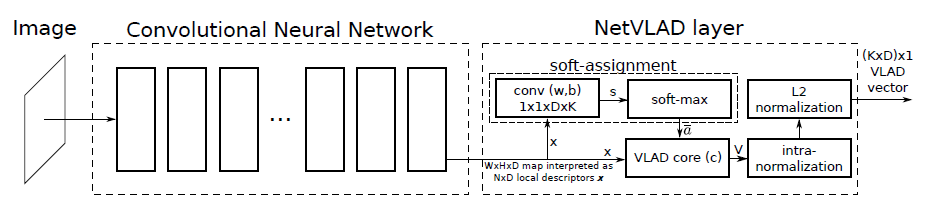 Image
Convolutional Neural Network
NetVLAD layer
soft-assignment
conv (w,b)
1x1xDxK
s
soft-max
L2
normalization
(KxD)x1
VLAD
vector
...
x
ā
x
VLAD core (c)
V
intra-
normalization
WxHxD map interpreted as
NxD local descriptors x